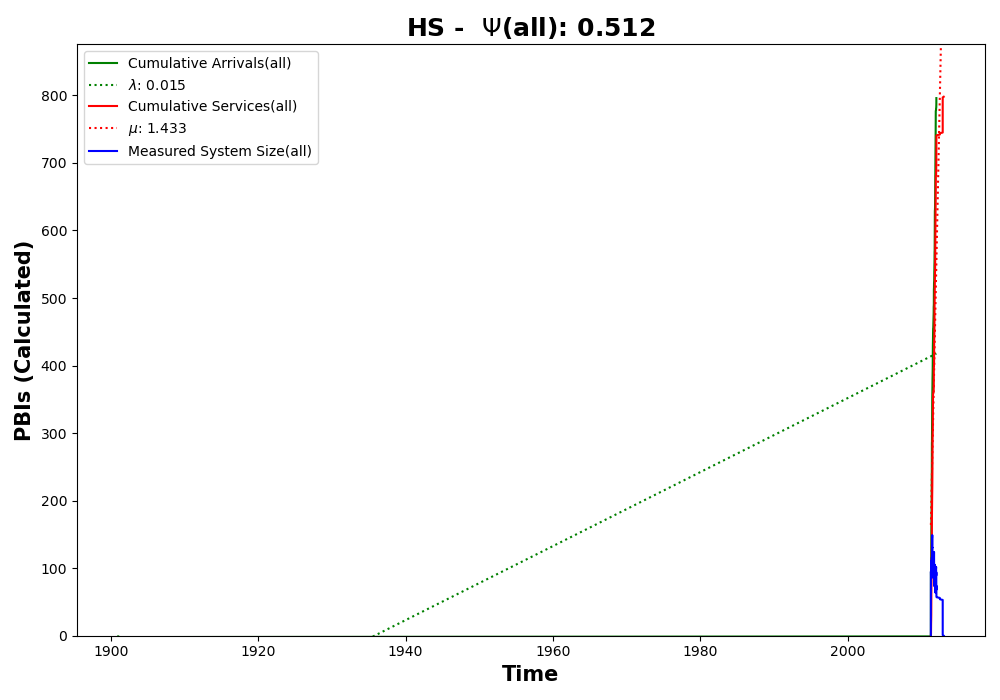 HS - Ψ(all): 0.512
Cumulative Arrivals(all)
λ: 0.015
Cumulative Services(all)
μ: 1.433
Measured System Size(all)
PBIs (Calculated)
800
700
600
500
400
300
200
100
0
1900 1920 1940 1960 1980 2000
Time